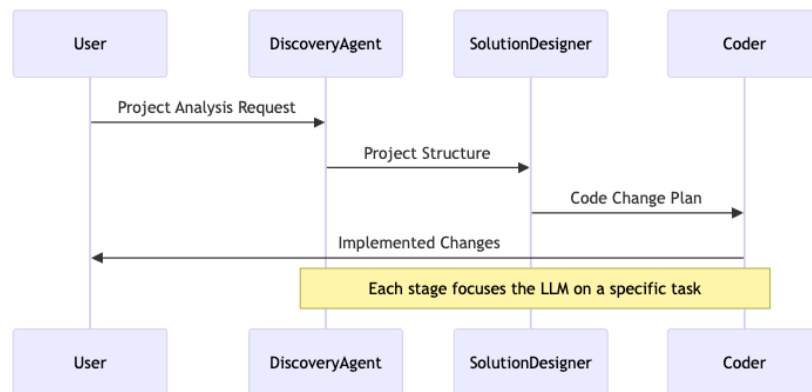 User DiscoveryAgent SolutionDesigner Coder
Project Analysis Request
Project Structure
Code Change Plan
Implemented Changes
Each stage focuses the LLM on a specific task
User DiscoveryAgent SolutionDesigner Coder